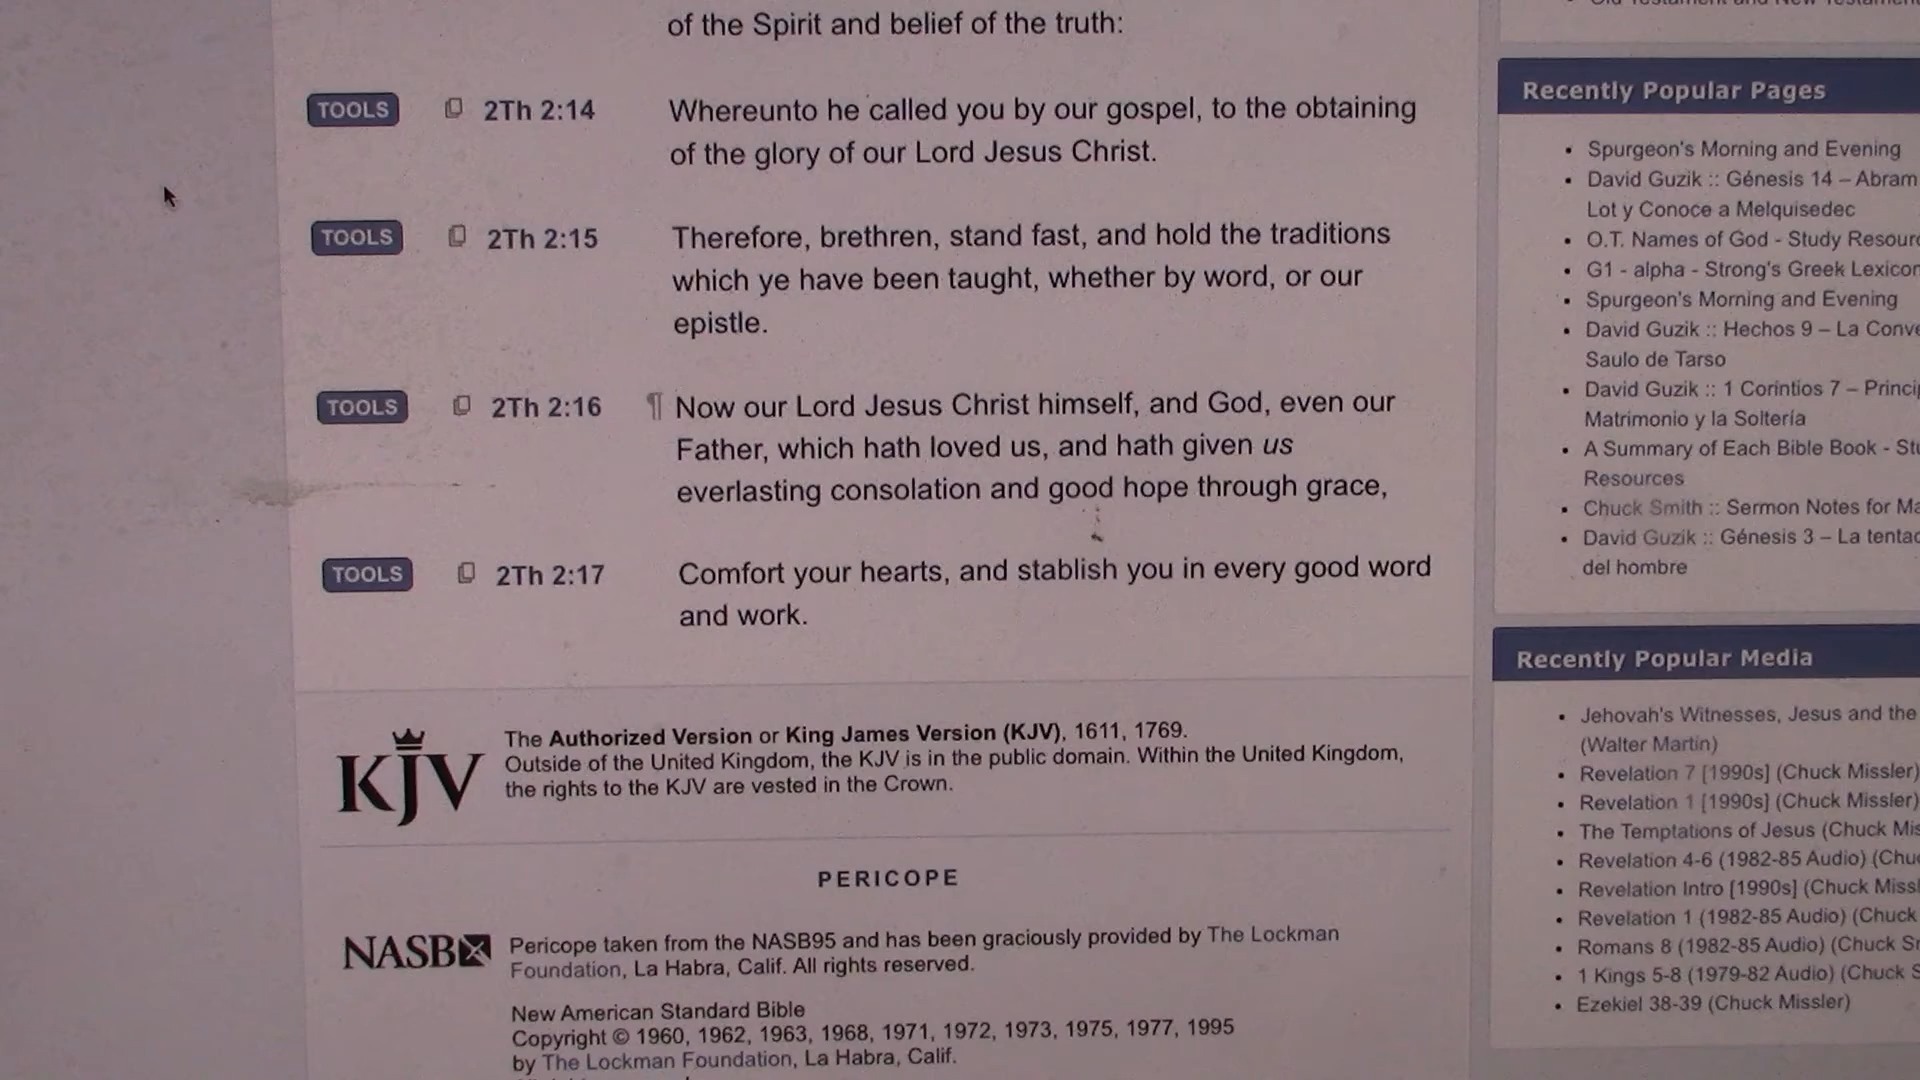 of the Spirit and belief of the truth:
TOOLS 2Th 2:14 Whereunto he called you by our gospel, to the obtaining
of the glory of our Lord Jesus Christ.
TOOLS 2Th 2:15 Therefore, brethren, stand fast, and hold the traditions
which ye have been taught, whether by word, or our
epistle.
TOOLS 2Th 2:16 ¶ Now our Lord Jesus Christ himself, and God, even our
Father, which hath loved us, and hath given us
everlasting consolation and good hope through grace,
TOOLS 2Th 2:17 Comfort your hearts, and stablish you in every good word
and work.
KJV
The Authorized Version or King James Version (KJV), 1611, 1769.
Outside of the United Kingdom, the KJV is in the public domain. Within the United Kingdom,
the rights to the KJV are vested in the Crown.
PERICOPE
NASB
Pericope taken from the NASB95 and has been graciously provided by The Lockman
Foundation, La Habra, Calif. All rights reserved.
New American Standard Bible
Copyright © 1960, 1962, 1963, 1968, 1971, 1972, 1973, 1975, 1977, 1995
by The Lockman Foundation, La Habra, Calif.
Recently Popular Pages
• Spurgeon's Morning and Evening
• David Guzik :: Génesis 14 – Abram
Lot y Conoce a Melquisedec
• O.T. Names of God - Study
• G1 - alpha - Strong's Greek
• Spurgeon's Morning and Evening
• David Guzik :: Hechos 9 – La
Saulo de Tarso
• David Guzik :: 1 Corintios 7 –
Matrimonio y la Soltería
• A Summary of Each Bible Book -
Resources
• Chuck Smith :: Sermon Notes for
• David Guzik :: Génesis 3 – La
del hombre
Recently Popular Media
• Jehovah's Witnesses, Jesus and the
(Walter Martin)
• Revelation 7 [1990s] (Chuck Missler)
• Revelation 1 [1990s] (Chuck Missler)
• The Temptations of Jesus (Chuck
• Revelation 4-6 (1982-85 Audio)
• Revelation Intro [1990s] (Chuck
• Revelation 1 (1982-85 Audio) (Chuck
• Romans 8 (1982-85 Audio) (Chuck
• 1 Kings 5-8 (1979-82 Audio) (Chuck
• Ezekiel 38-39 (Chuck Missler)